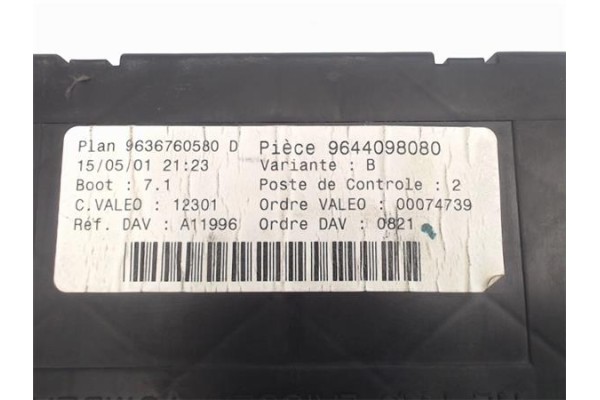 Plan 9636760580 D Pièce 9644098080
15/05/01 21:23 Variante : B
Boot : 7.1 Poste de Controle : 2
C.VALEO : 12301 Ordre VALEO : 00074739
Réf. DAV : A11996 Ordre DAV : 0821